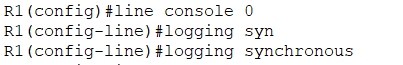 R1(config)#line console 0
R1(config-line)#logging syn
R1(config-line)#logging synchronous